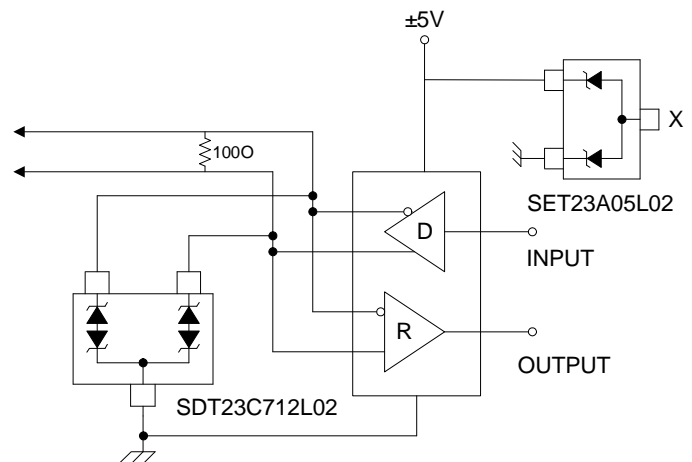 ±5V
X
100O
SET23A05L02
D
INPUT
R
OUTPUT
SDT23C712L02